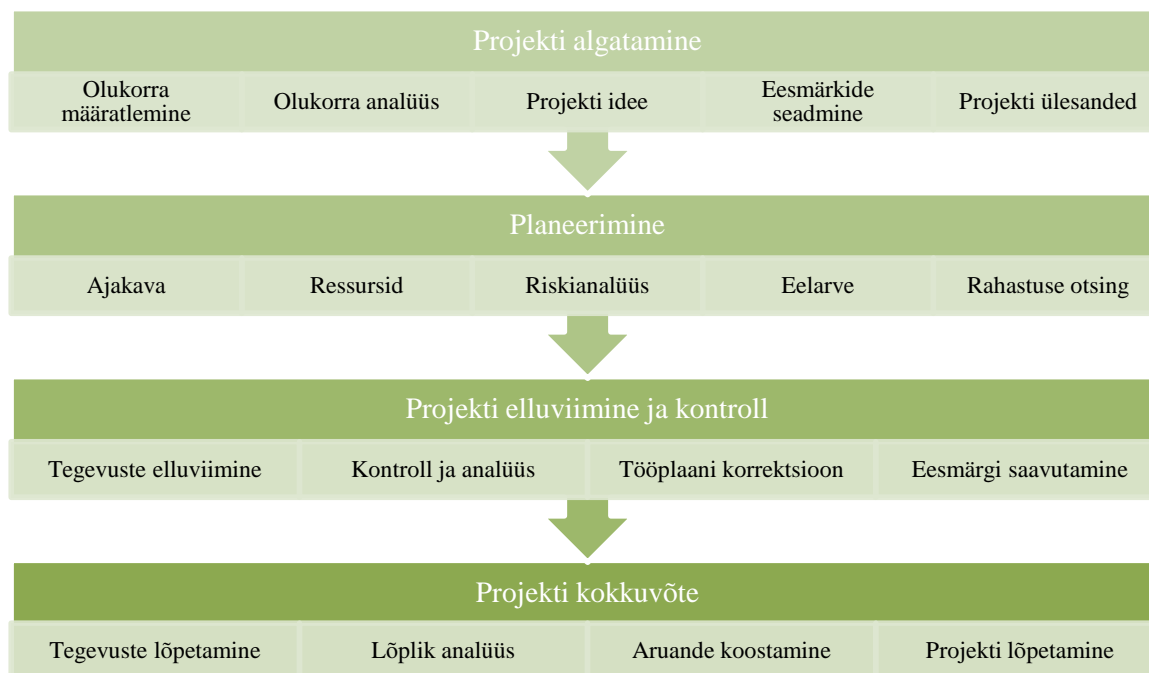 Projekti algatamine
Olukorra
määratlemine
Olukorra analüüs
Projekti idee
Eesmärkide
seadmine
Projekti ülesanded
Planeerimine
Ajakava
Ressursid
Riskianalüüs
Eelarve
Rahastuse otsing
Projekti elluviimine ja kontroll
Tegevuste elluviimine
Kontroll ja analüüs
Tööplaani korrektsioon
Eesmärgi saavutamine
Projekti kokkuvõte
Tegevuste lõpetamine
Lõplik analüüs
Aruande koostamine
Projekti lõpetamine